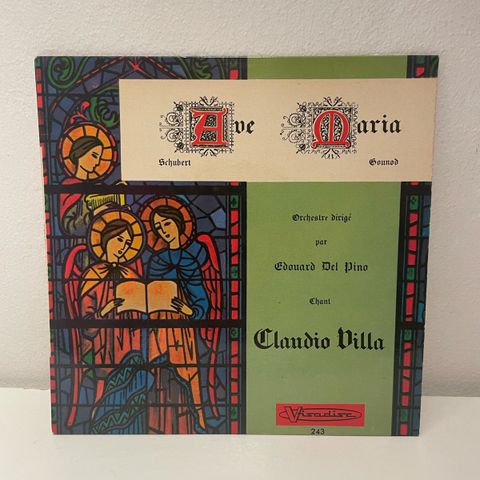 Ave Maria
Schubert Gounod
Orchestre dirigé
par
Edouard Del Pino
Chant
Claudio Villa
Visadisc
243